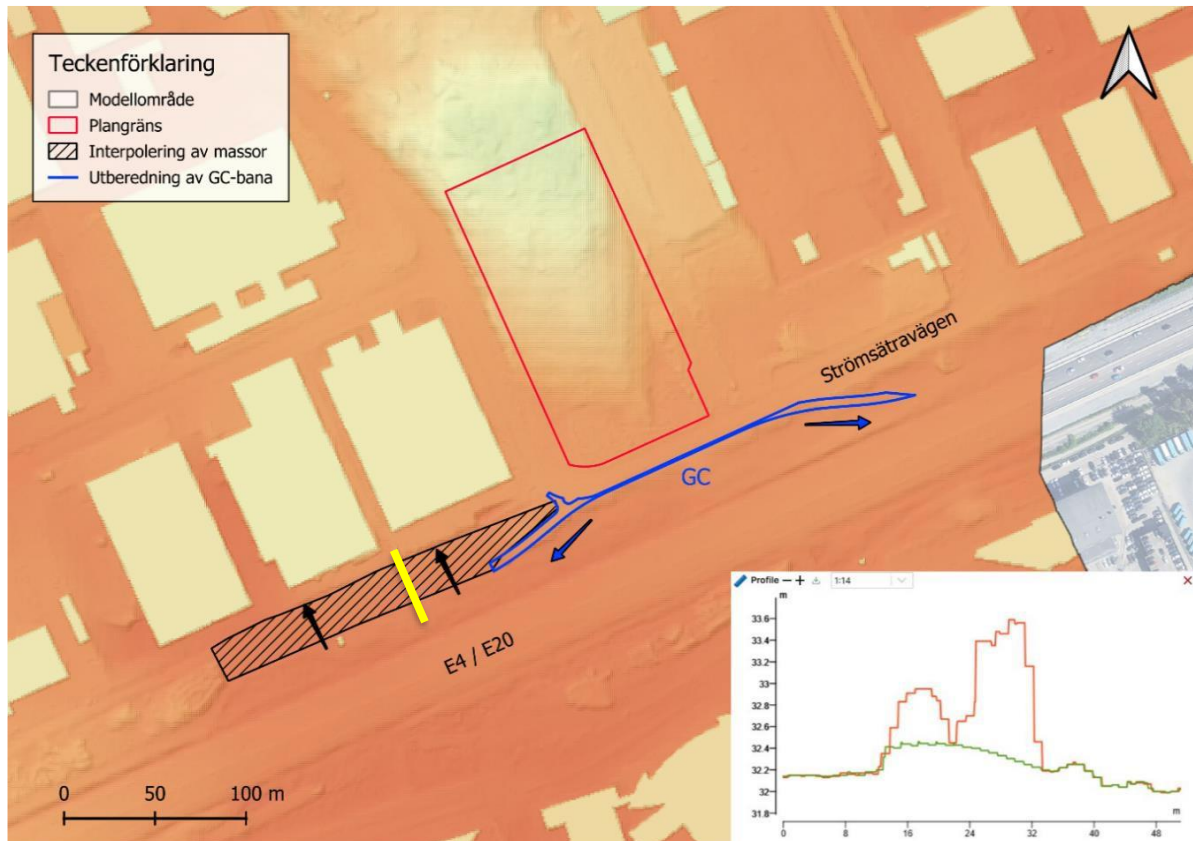 Teckenförklaring
Modellområde
Plangräns
Interpolering av massor
Utberedning av GC-bana
Strömsätravägen
GC
E4 / E20
0 50 100 m
Profile 1:14
m
33.6
33.4
33.2
33
32.8
32.6
32.4
32.2
32
31.8
m
0 8 16 24 32 40 48